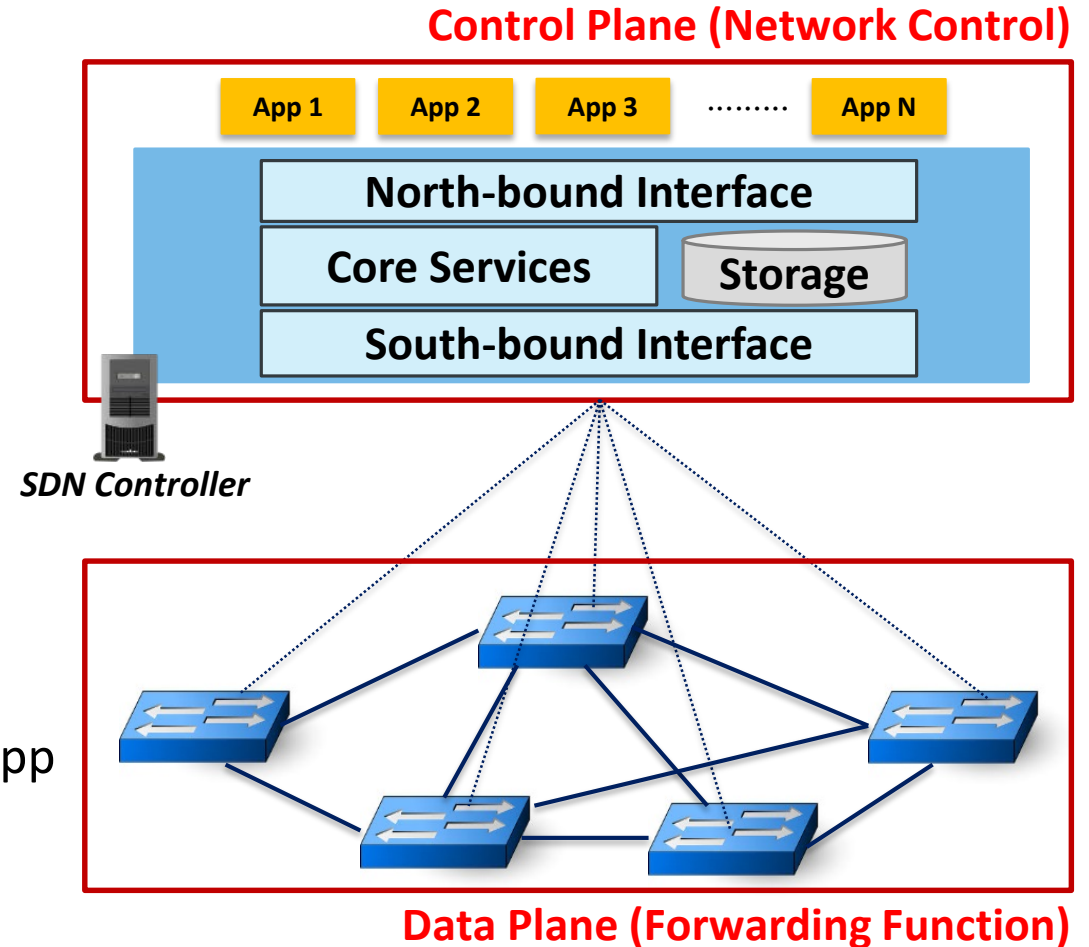 Control Plane (Network Control)
App 1 App 2 App 3 ......... App N
North-bound Interface
Core Services Storage
South-bound Interface
SDN Controller
pp
Data Plane (Forwarding Function)